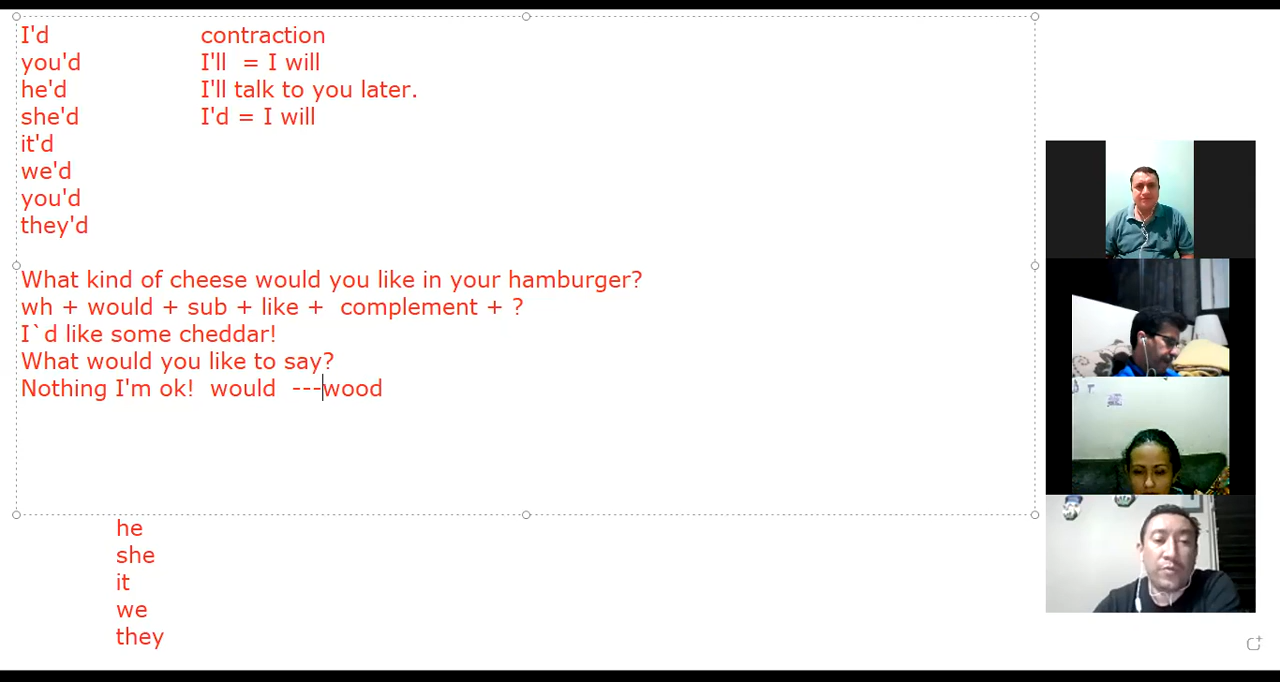 I'd
you'd
he'd
she'd
it'd
we'd
you'd
they'd
contraction
I'll = I will
I'll talk to you later.
I'd = I will
What kind of cheese would you like in your hamburger?
wh + would + sub + like + complement + ?
I`d like some cheddar!
What would you like to say?
Nothing I'm ok! would ---wood
he
she
it
we
they